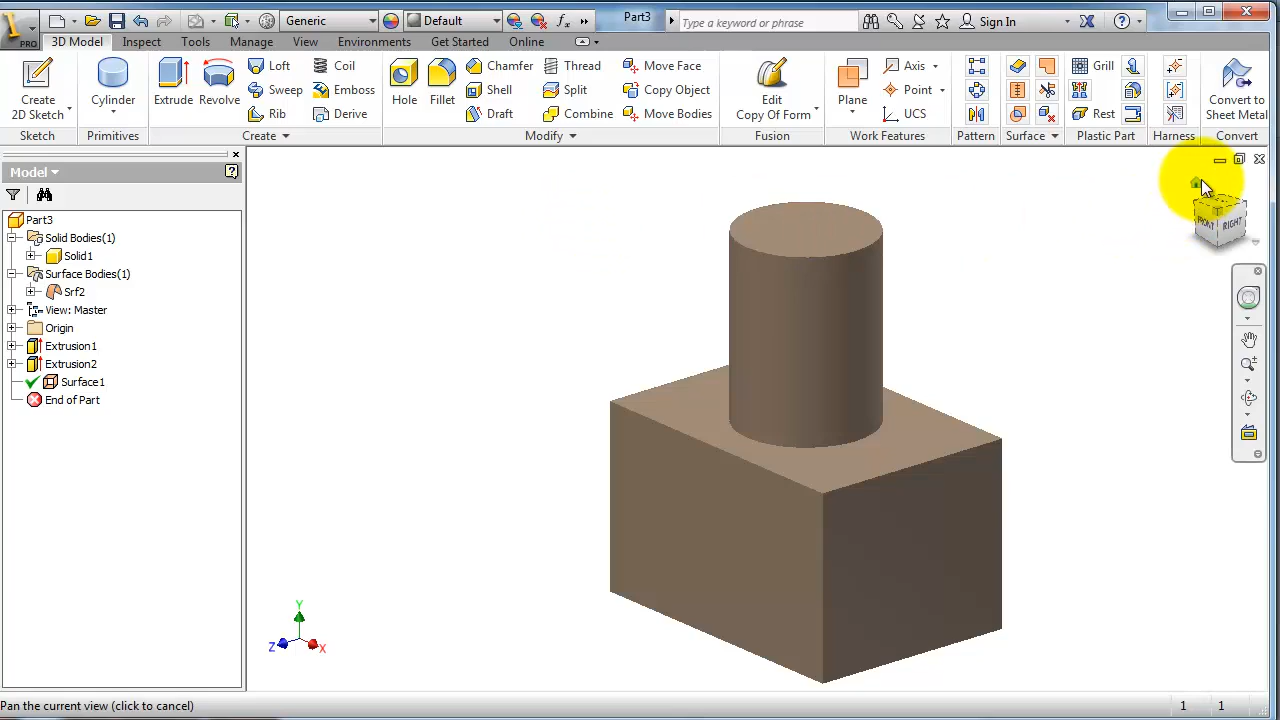 Generic
Default
Part3
Type a keyword or phrase
Sign In
PRO
3D Model Inspect Tools Manage View Environments Get Started Online
Create
2D Sketch
Cylinder
Extrude
Revolve
Loft
Sweep
Rib
Coil
Emboss
Derive
Hole
Fillet
Chamfer
Shell
Draft
Thread
Split
Combine
Move Face
Copy Object
Move Bodies
Edit
Copy Of Form
Plane
Axis
Point
UCS
Grill
Rest
Convert to
Sheet Metal
Sketch Primitives Create Modify Fusion Work Features Pattern Surface Plastic Part Harness Convert
Model
Part3
Solid Bodies(1)
Solid1
Surface Bodies(1)
Srf2
View: Master
Origin
Extrusion1
Extrusion2
Surface1
End of Part
FRONT RIGHT
Y
Z
X
Pan the current view (click to cancel)
1 1